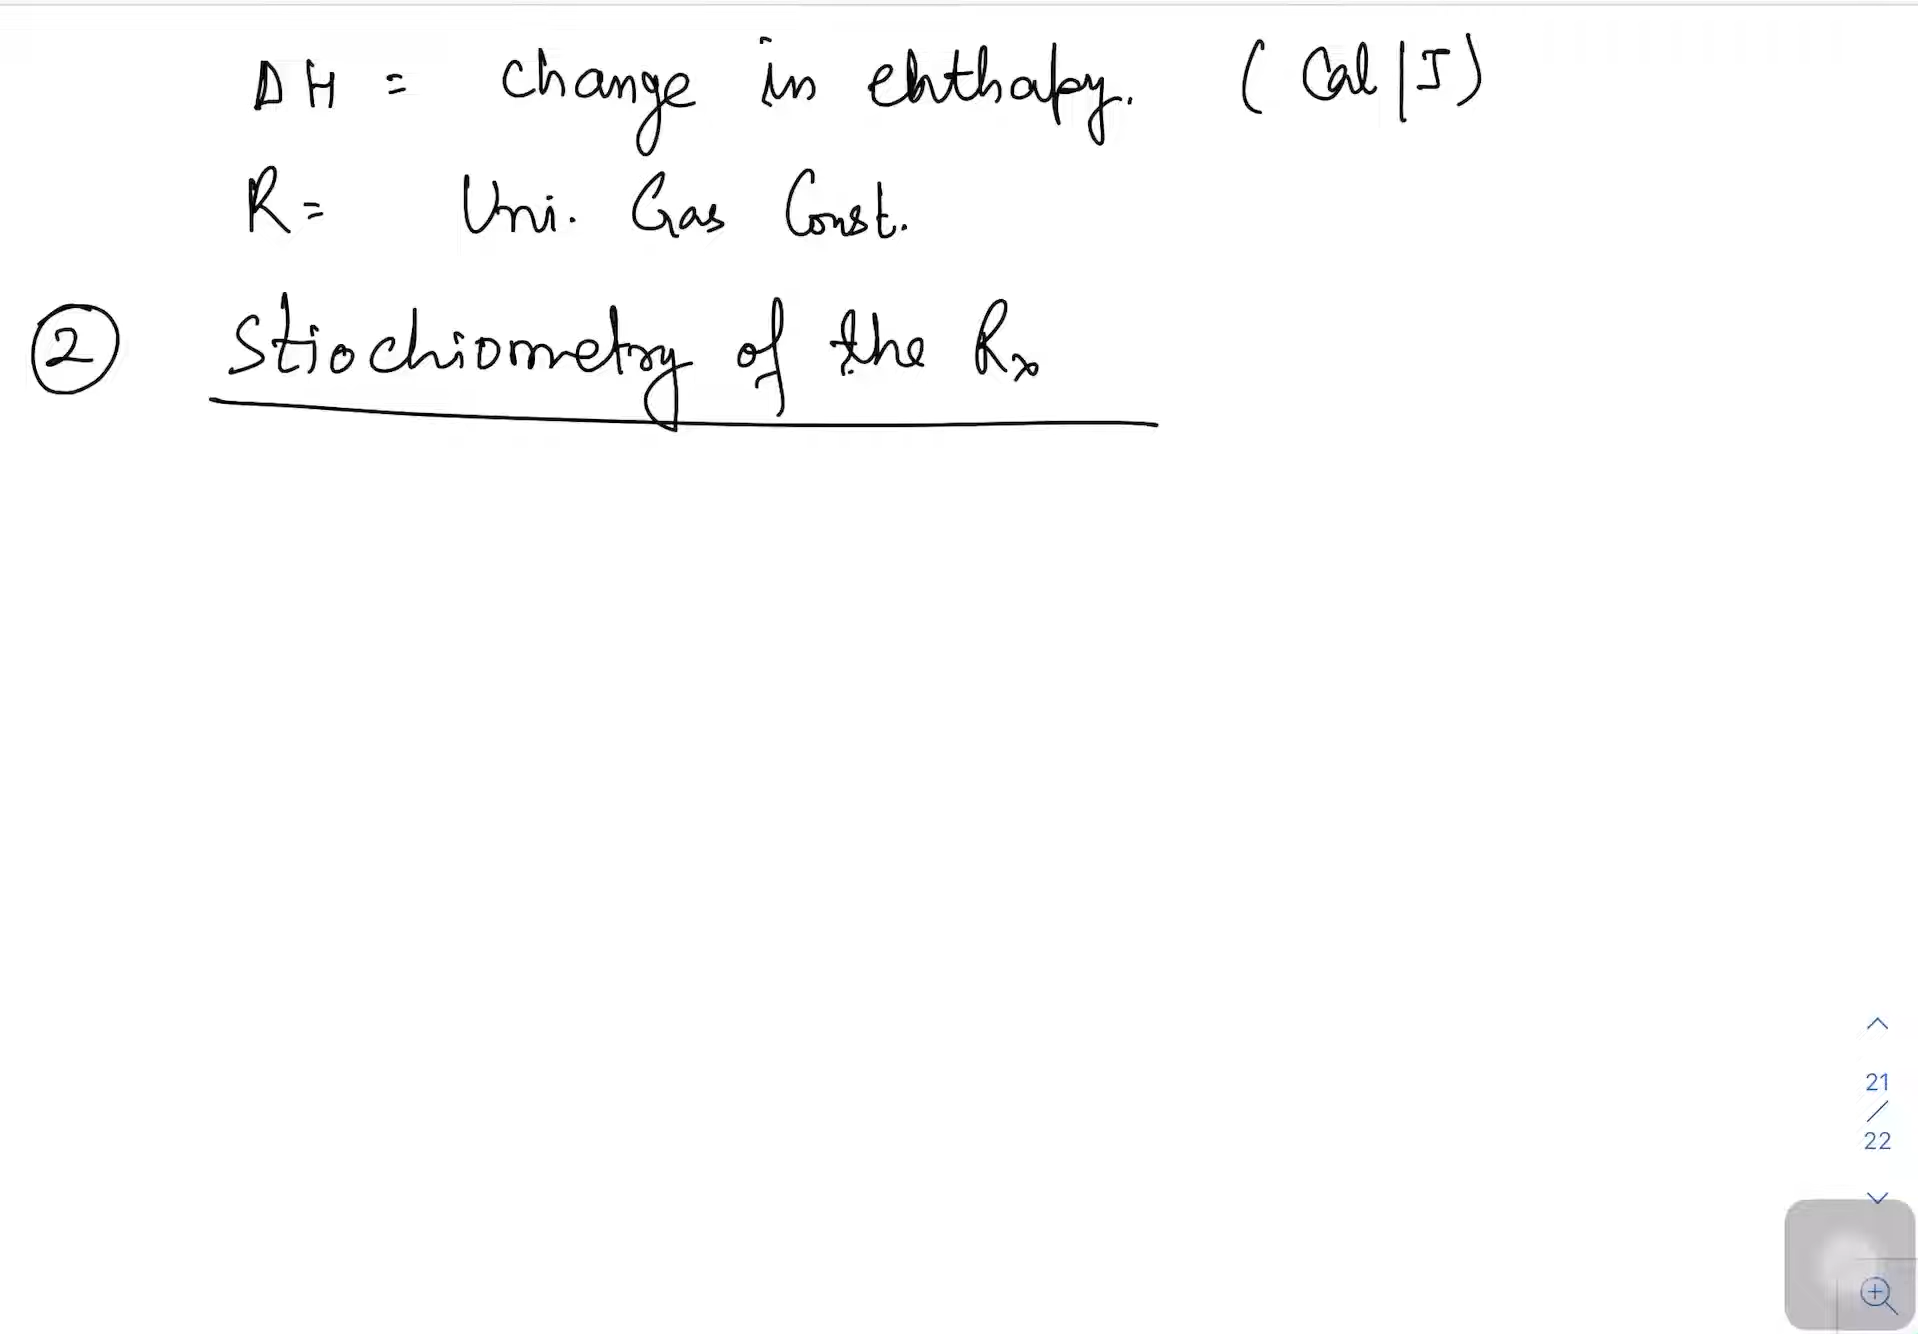 ΔH = change in enthalpy. (Cal/J)
R = Uni. Gas Const.
② Stiochiometry of the Rx
21
/
22